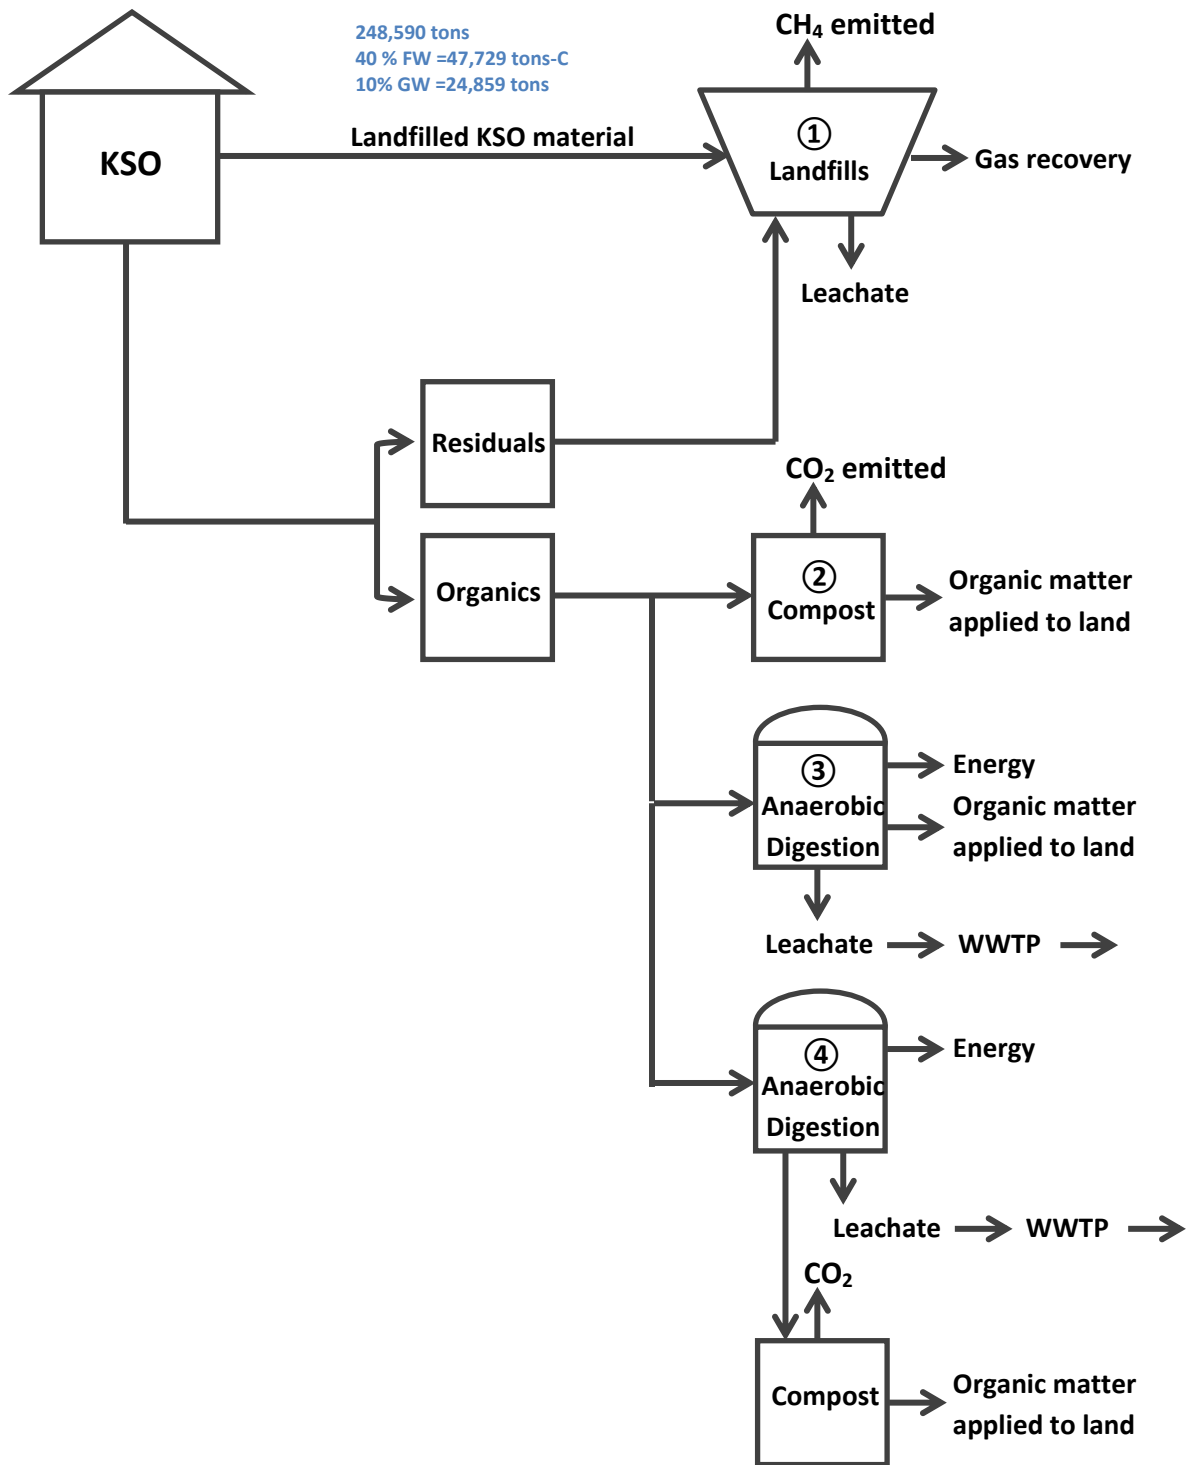 248,590 tons
40 % FW =47,729 tons-C
10% GW =24,859 tons
KSO
Landfilled KSO material
CH₄ emitted
①
Landfills
Gas recovery
Leachate
Residuals
Organics
CO₂ emitted
②
Compost
Organic matter
applied to land
③
Anaerobic
Digestion
Energy
Organic matter
applied to land
Leachate
WWTP
④
Anaerobic
Digestion
Energy
Leachate
WWTP
CO₂
Compost
Organic matter
applied to land